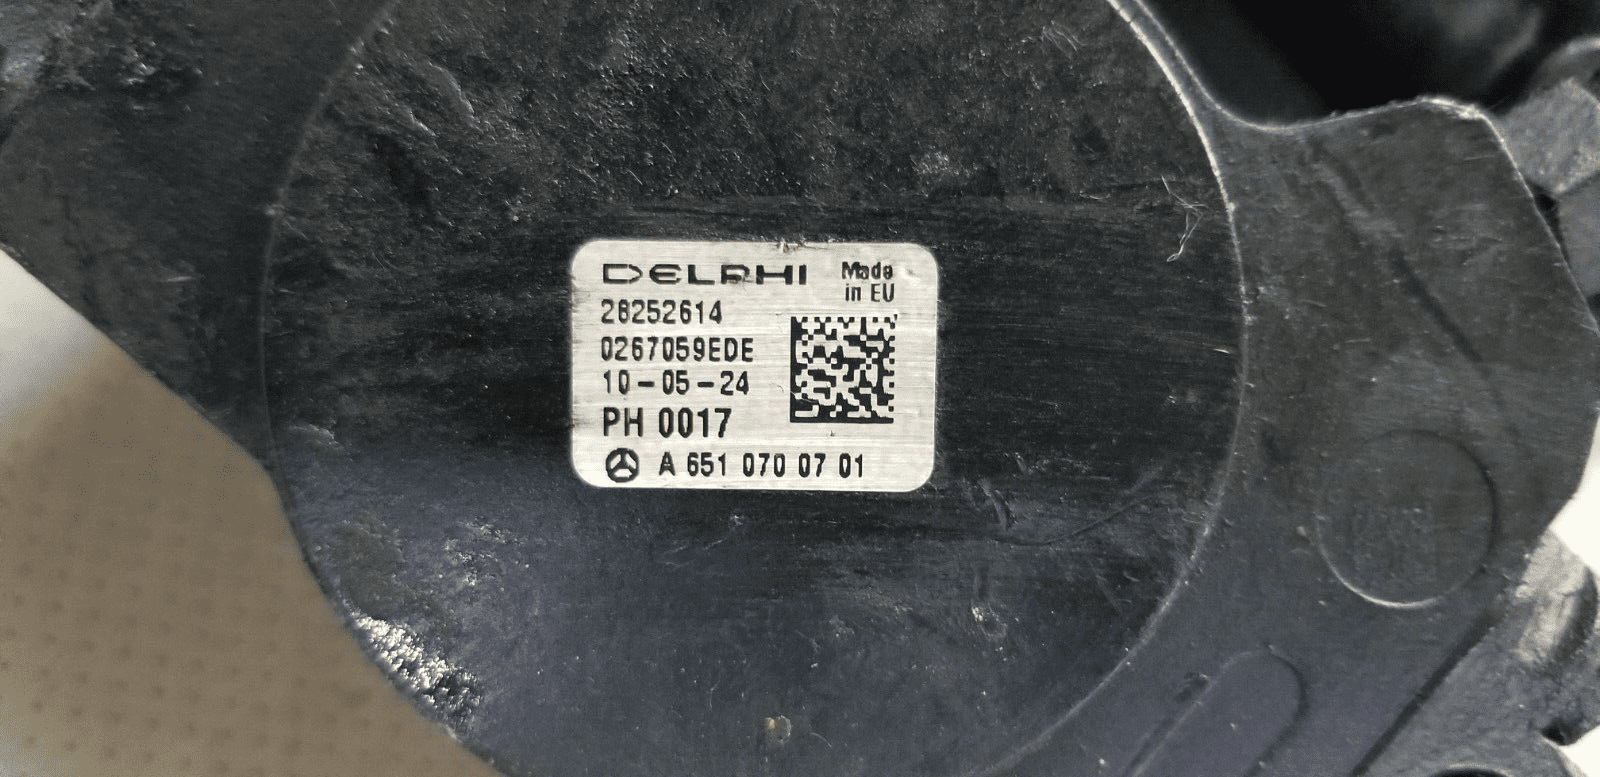 DELPHI
Made
in EU
28252614
0267059EDE
10-05-24
PH 0017
A 651 070 07 01